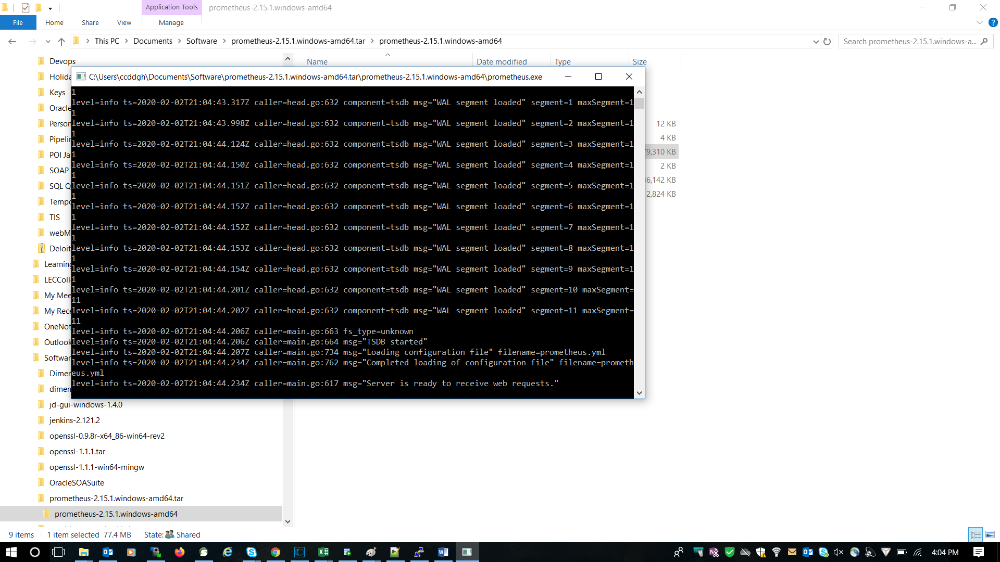 Application Tools
prometheus-2.15.1.windows-amd64
File
Home
Share
View
Manage
This PC
Documents
Software
prometheus-2.15.1.windows-amd64.tar
prometheus-2.15.1.windows-amd64
Search prometheus-2.15.1.windows-a...
Name
Date modified
Type
Size
Devops
Holida
Keys
Oracle
Person
Pipelin
POI Ja
SOAP
SQL Q
Tempo
TIS
webM
Deloit
Learning
LECColl
My Mee
My Rece
OneNot
Outlook
Softwar
Dimen
dimen
jd-gui-windows-1.4.0
jenkins-2.121.2
openssl-0.9.8r-x64_86-win64-rev2
openssl-1.1.1.tar
openssl-1.1.1-win64-mingw
OracleSOASuite
prometheus-2.15.1.windows-amd64.tar
prometheus-2.15.1.windows-amd64
C:\Users\ccddgh\Documents\Software\prometheus-2.15.1.windows-amd64.tar\prometheus-2.15.1.windows-amd64\prometheus.exe
1
level=info ts=2020-02-02T21:04:43.317Z caller=head.go:632 component=tsdb msg="WAL segment loaded" segment=1 maxSegment=1
1
level=info ts=2020-02-02T21:04:43.998Z caller=head.go:632 component=tsdb msg="WAL segment loaded" segment=2 maxSegment=1
1
level=info ts=2020-02-02T21:04:44.124Z caller=head.go:632 component=tsdb msg="WAL segment loaded" segment=3 maxSegment=1
1
level=info ts=2020-02-02T21:04:44.150Z caller=head.go:632 component=tsdb msg="WAL segment loaded" segment=4 maxSegment=1
1
level=info ts=2020-02-02T21:04:44.151Z caller=head.go:632 component=tsdb msg="WAL segment loaded" segment=5 maxSegment=1
1
level=info ts=2020-02-02T21:04:44.152Z caller=head.go:632 component=tsdb msg="WAL segment loaded" segment=6 maxSegment=1
1
level=info ts=2020-02-02T21:04:44.152Z caller=head.go:632 component=tsdb msg="WAL segment loaded" segment=7 maxSegment=1
1
level=info ts=2020-02-02T21:04:44.153Z caller=head.go:632 component=tsdb msg="WAL segment loaded" segment=8 maxSegment=1
1
level=info ts=2020-02-02T21:04:44.154Z caller=head.go:632 component=tsdb msg="WAL segment loaded" segment=9 maxSegment=1
1
level=info ts=2020-02-02T21:04:44.201Z caller=head.go:632 component=tsdb msg="WAL segment loaded" segment=10 maxSegment=
11
level=info ts=2020-02-02T21:04:44.202Z caller=head.go:632 component=tsdb msg="WAL segment loaded" segment=11 maxSegment=
11
level=info ts=2020-02-02T21:04:44.206Z caller=main.go:663 fs_type=unknown
level=info ts=2020-02-02T21:04:44.206Z caller=main.go:664 msg="TSDB started"
level=info ts=2020-02-02T21:04:44.207Z caller=main.go:734 msg="Loading configuration file" filename=prometheus.yml
level=info ts=2020-02-02T21:04:44.234Z caller=main.go:762 msg="Completed loading of configuration file" filename=prometh
eus.yml
level=info ts=2020-02-02T21:04:44.234Z caller=main.go:617 msg="Server is ready to receive web requests."
12 KB
4 KB
9,310 KB
2 KB
6,142 KB
2,824 KB
9 items
1 item selected 77.4 MB
State: Shared
4:04 PM